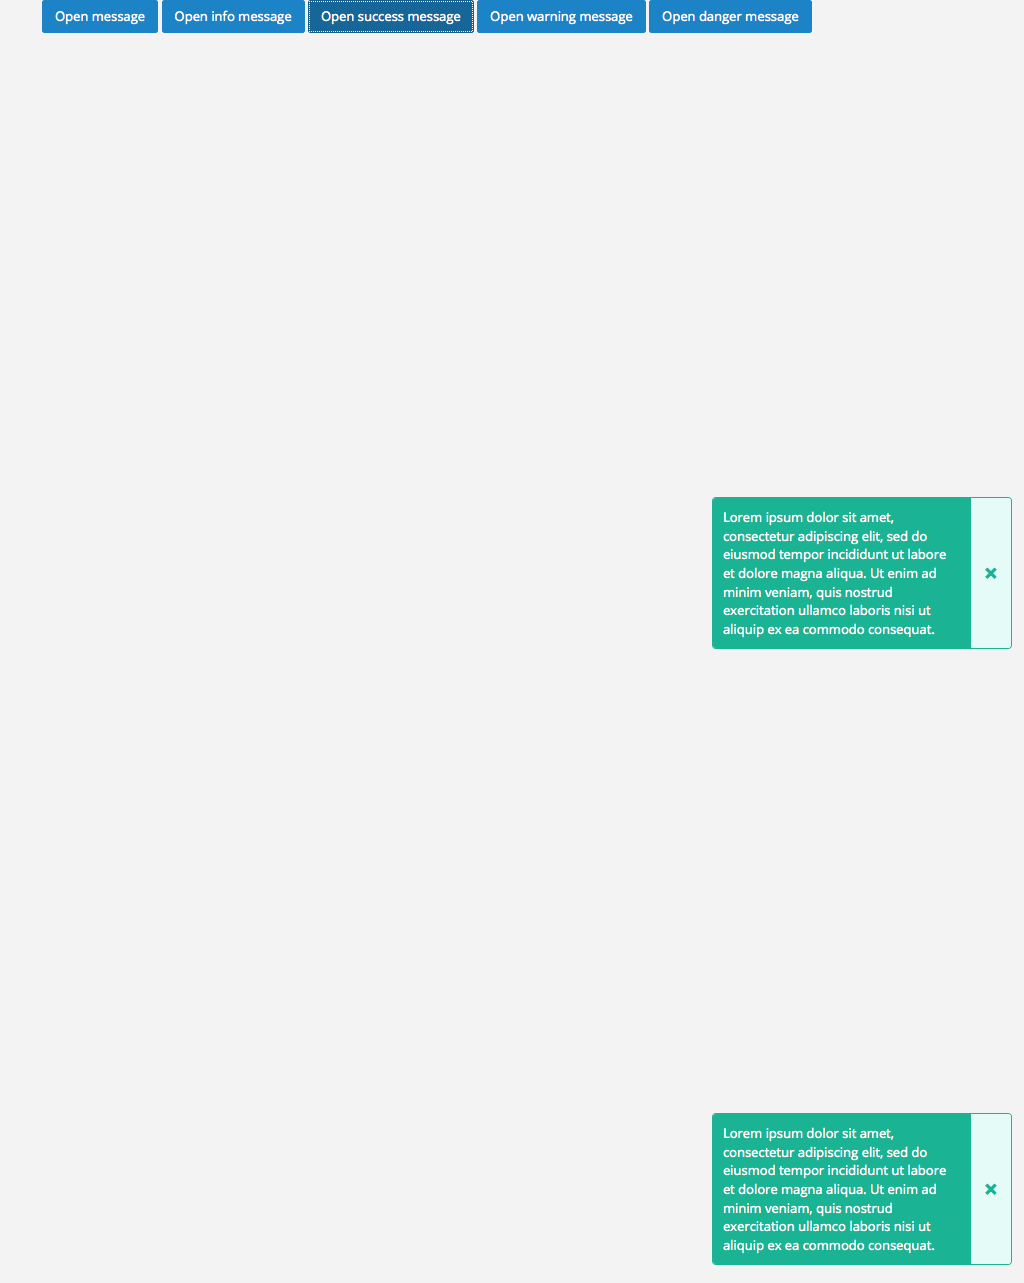 Open message Open info message Open success message Open warning message Open danger message
Lorem ipsum dolor sit amet,
consectetur adipiscing elit, sed do
eiusmod tempor incididunt ut labore
et dolore magna aliqua. Ut enim ad
minim veniam, quis nostrud
exercitation ullamco laboris nisi ut
aliquip ex ea commodo consequat.
Lorem ipsum dolor sit amet,
consectetur adipiscing elit, sed do
eiusmod tempor incididunt ut labore
et dolore magna aliqua. Ut enim ad
minim veniam, quis nostrud
exercitation ullamco laboris nisi ut
aliquip ex ea commodo consequat.